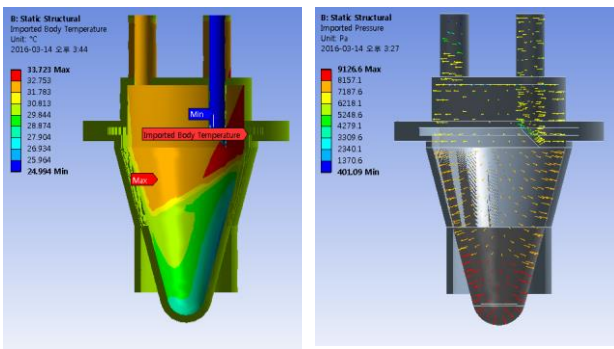 B: Static Structural
Imported Body Temperature
Unit: °C
2016-03-14 오후 3:44
33.723 Max
32.753
31.783
30.813
29.844
28.874
27.904
26.934
25.964
24.994 Min
Min
Imported Body Temperature
Max
B: Static Structural
Imported Pressure
Unit: Pa
2016-03-14 오후 3:27
9126.6 Max
8157.1
7187.6
6218.1
5248.6
4279.1
3309.6
2340.1
1370.6
401.09 Min